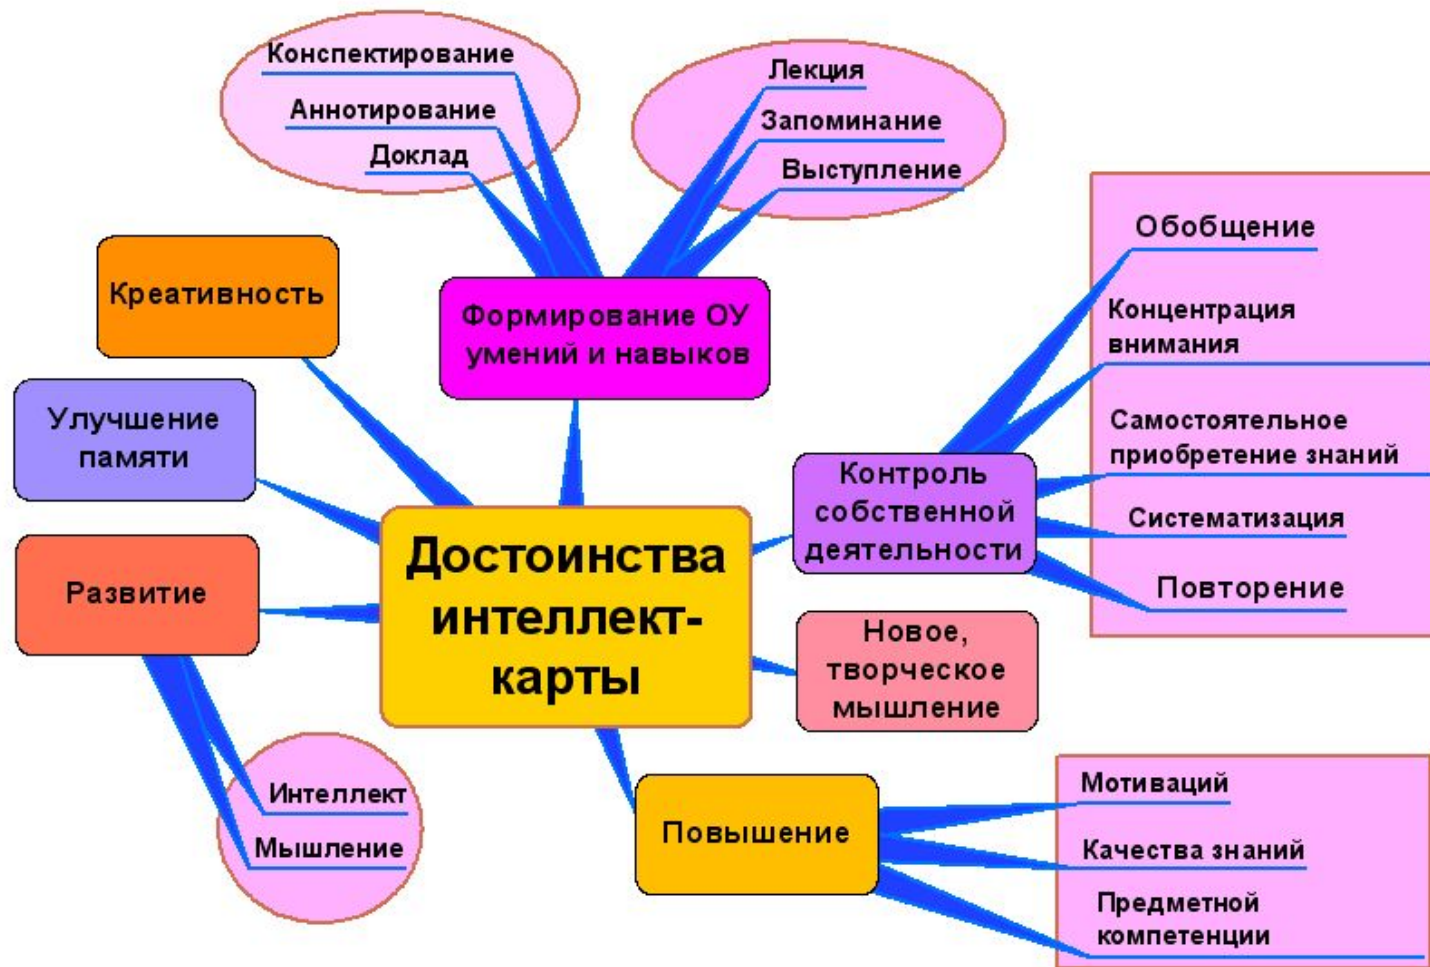 Конспектирование
Аннотирование
Доклад
Лекция
Запоминание
Выступление
Креативность
Формирование ОУ
умений и навыков
Обобщение
Концентрация
внимания
Самостоятельное
приобретение знаний
Систематизация
Повторение
Улучшение
памяти
Контроль
собственной
деятельности
Развитие
Достоинства
интеллект-
карты
Новое,
творческое
мышление
Интеллект
Мышление
Повышение
Мотиваций
Качества знаний
Предметной
компетенции